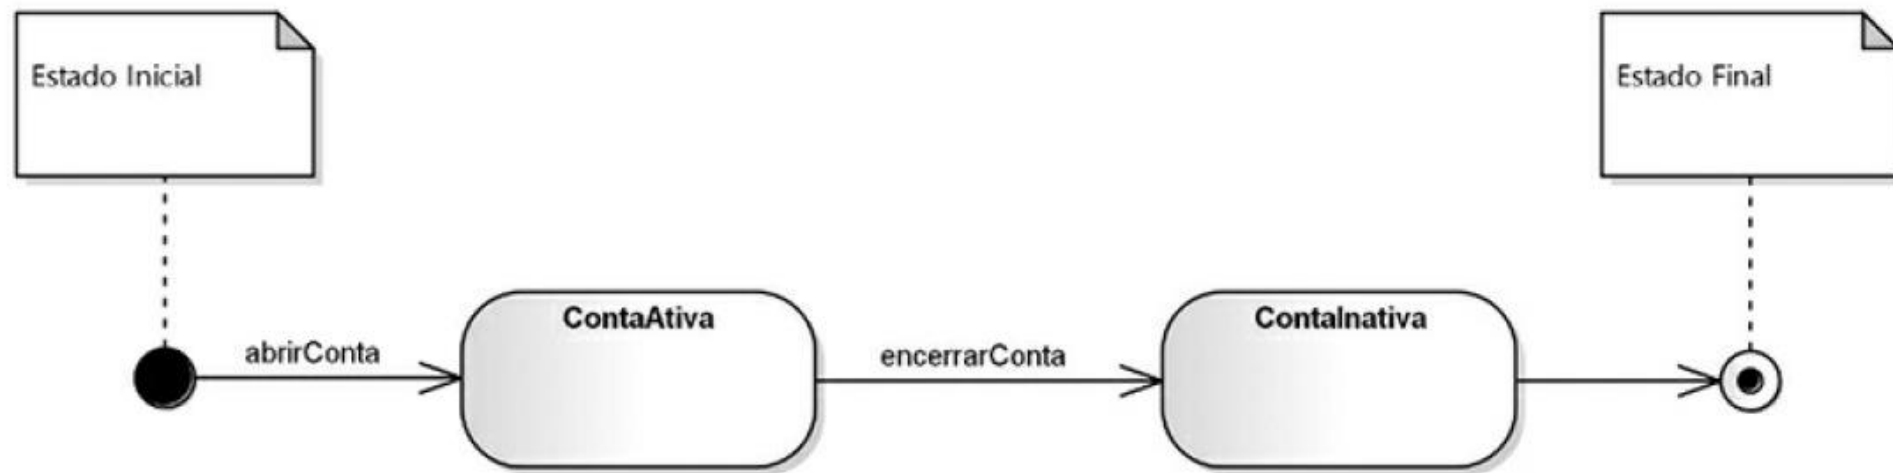 Estado Inicial
Estado Final
abrirConta
ContaAtiva
encerrarConta
ContaInativa